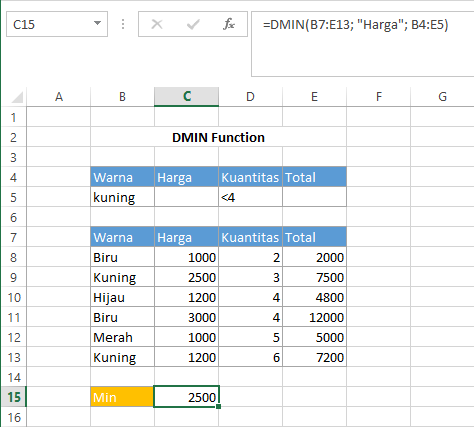 C15 fx =DMIN(B7:E13; "Harga"; B4:E5)
A B C D E F G
1
2 DMIN Function
3
4 Warna Harga Kuantitas Total
5 kuning <4
6
7 Warna Harga Kuantitas Total
8 Biru 1000 2 2000
9 Kuning 2500 3 7500
10 Hijau 1200 4 4800
11 Biru 3000 4 12000
12 Merah 1000 5 5000
13 Kuning 1200 6 7200
14
15 Min 2500
16